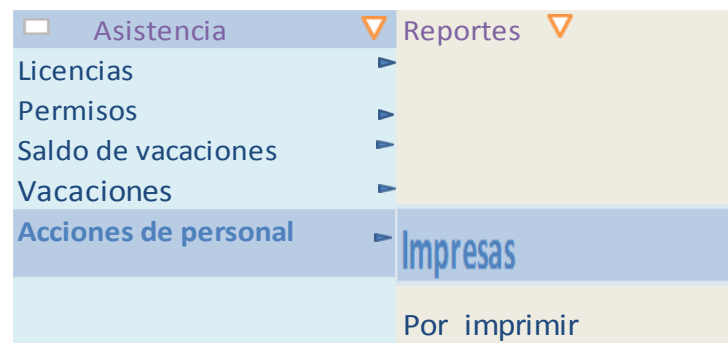 Asistencia Reportes
Licencias
Permisos
Saldo de vacaciones
Vacaciones
Acciones de personal
Impresas
Por imprimir